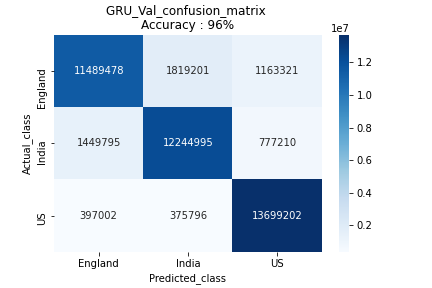 GRU_Val_confusion_matrix
Accuracy : 96%
1e7
England 11489478 1819201 1163321
India 1449795 12244995 777210
US 397002 375796 13699202
Actual_class
England India US
Predicted_class
1.2
1.0
0.8
0.6
0.4
0.2